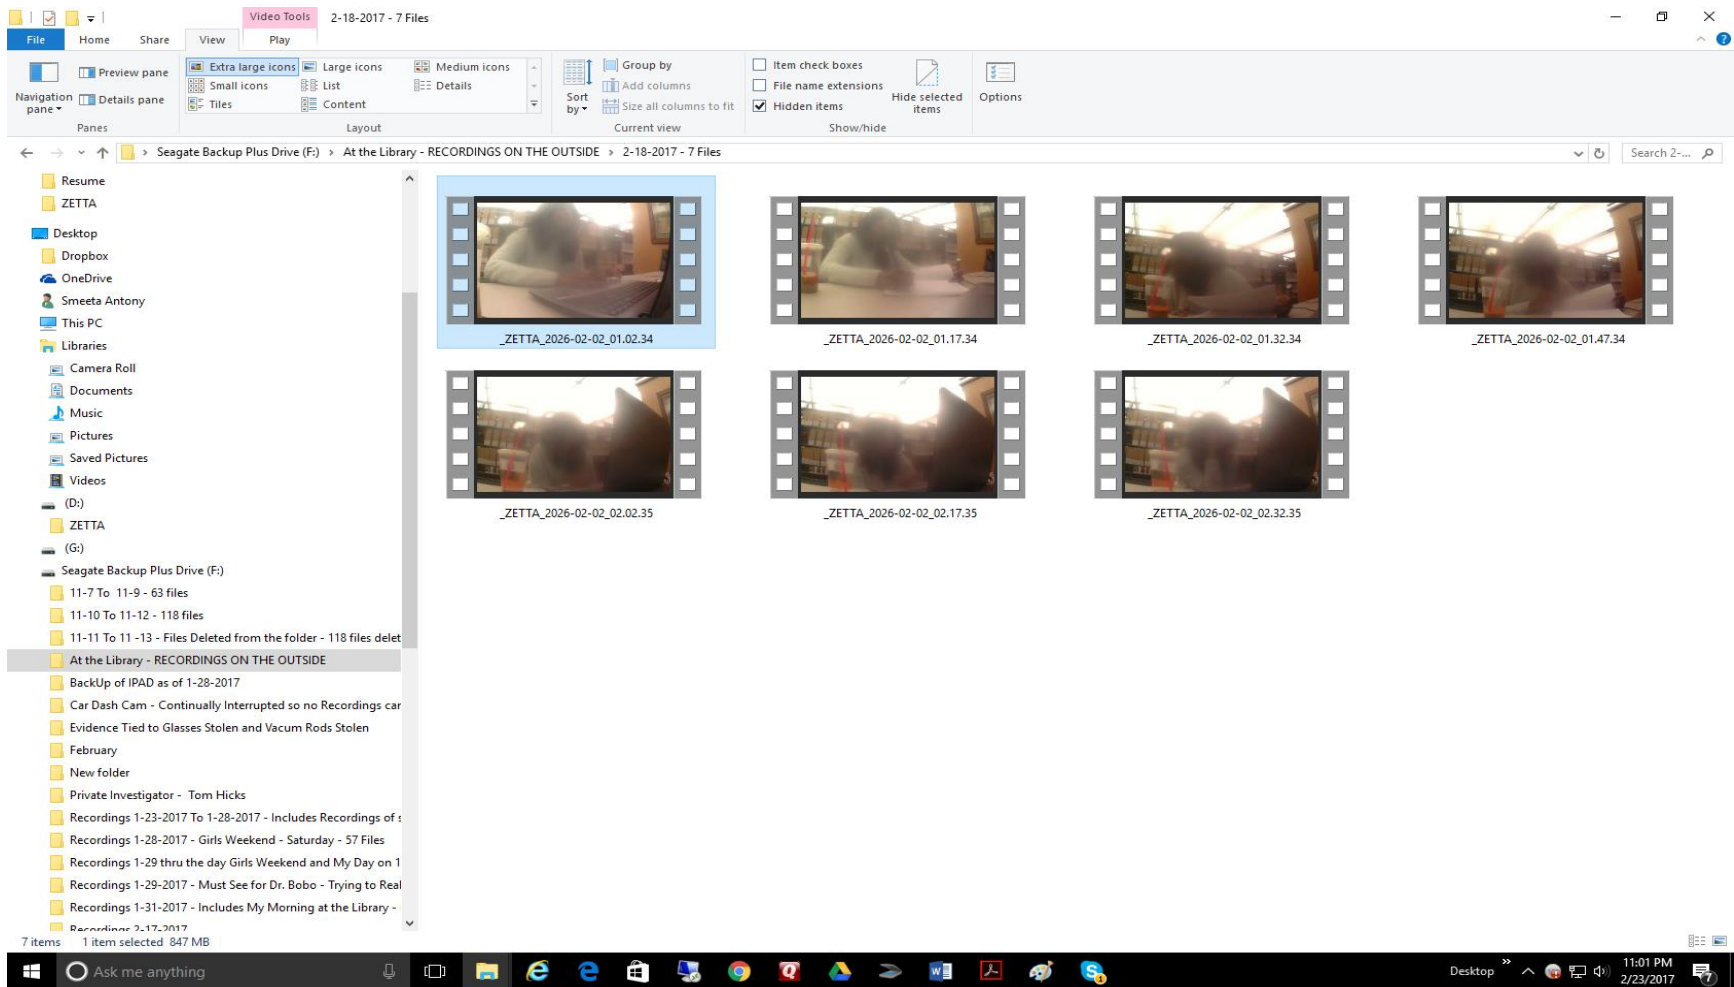 Video Tools 2-18-2017 - 7 Files
File Home Share View Play
Navigation pane
Preview pane
Details pane
Panes
Extra large icons Large icons Medium icons
Small icons List Details
Tiles Content
Layout
Sort by
Group by
Add columns
Size all columns to fit
Current view
Item check boxes
File name extensions
Hidden items
Hide selected items
Show/hide
Options
Seagate Backup Plus Drive (F:) › At the Library - RECORDINGS ON THE OUTSIDE › 2-18-2017 - 7 Files
Search 2-...
Resume
ZETTA
Desktop
Dropbox
OneDrive
Smeeta Antony
This PC
Libraries
Camera Roll
Documents
Music
Pictures
Saved Pictures
Videos
(D:)
ZETTA
(G:)
Seagate Backup Plus Drive (F:)
11-7 To 11-9 - 63 files
11-10 To 11-12 - 118 files
11-11 To 11 -13 - Files Deleted from the folder - 118 files delet
At the Library - RECORDINGS ON THE OUTSIDE
BackUp of IPAD as of 1-28-2017
Car Dash Cam - Continually Interrupted so no Recordings car
Evidence Tied to Glasses Stolen and Vacum Rods Stolen
February
New folder
Private Investigator - Tom Hicks
Recordings 1-23-2017 To 1-28-2017 - Includes Recordings of s
Recordings 1-28-2017 - Girls Weekend - Saturday - 57 Files
Recordings 1-29 thru the day Girls Weekend and My Day on 1
Recordings 1-29-2017 - Must See for Dr. Bobo - Trying to Real
Recordings 1-31-2017 - Includes My Morning at the Library -
Recordings 2-17-2017
_ZETTA_2026-02-02_01.02.34
_ZETTA_2026-02-02_01.17.34
_ZETTA_2026-02-02_01.32.34
_ZETTA_2026-02-02_01.47.34
_ZETTA_2026-02-02_02.02.35
_ZETTA_2026-02-02_02.17.35
_ZETTA_2026-02-02_02.32.35
7 items 1 item selected 847 MB
Ask me anything
Desktop
11:01 PM
2/23/2017